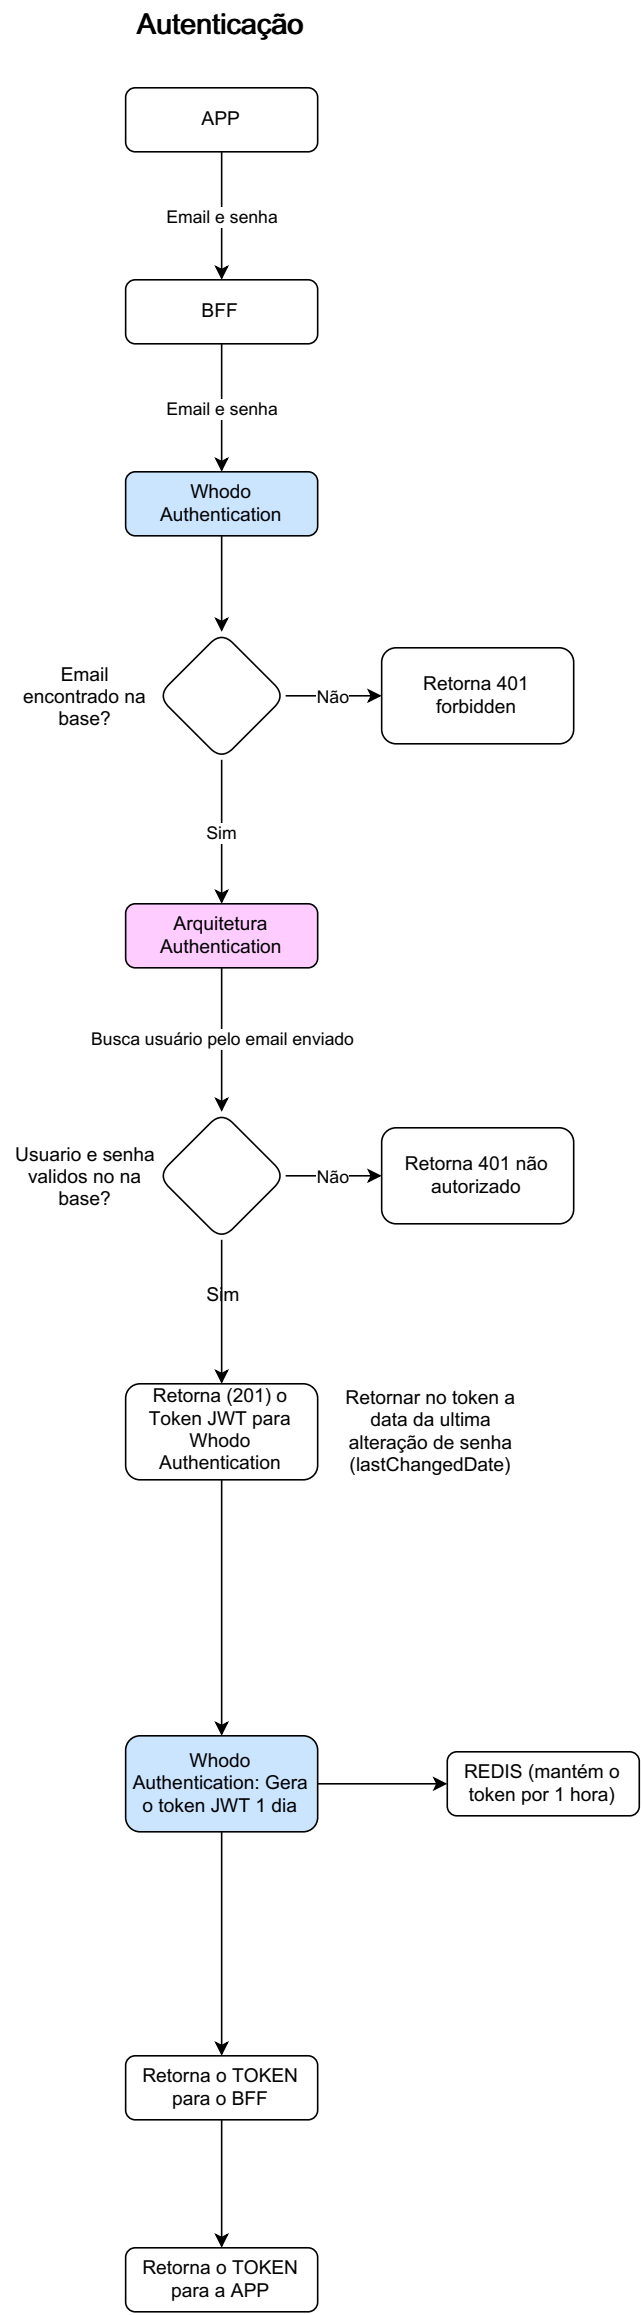 Autenticação
APP
Email e senha
BFF
Email e senha
Whodo
Authentication
Email
encontrado na
base?
Não
Retorna 401
forbidden
Sim
Arquitetura
Authentication
Busca usuário pelo email enviado
Usuario e senha
validos no na
base?
Não
Retorna 401 não
autorizado
Sim
Retorna (201) o
Token JWT para
Whodo
Authentication
Retornar no token a
data da ultima
alteração de senha
(lastChangedDate)
Whodo
Authentication: Gera
o token JWT 1 dia
REDIS (mantém o
token por 1 hora)
Retorna o TOKEN
para o BFF
Retorna o TOKEN
para a APP